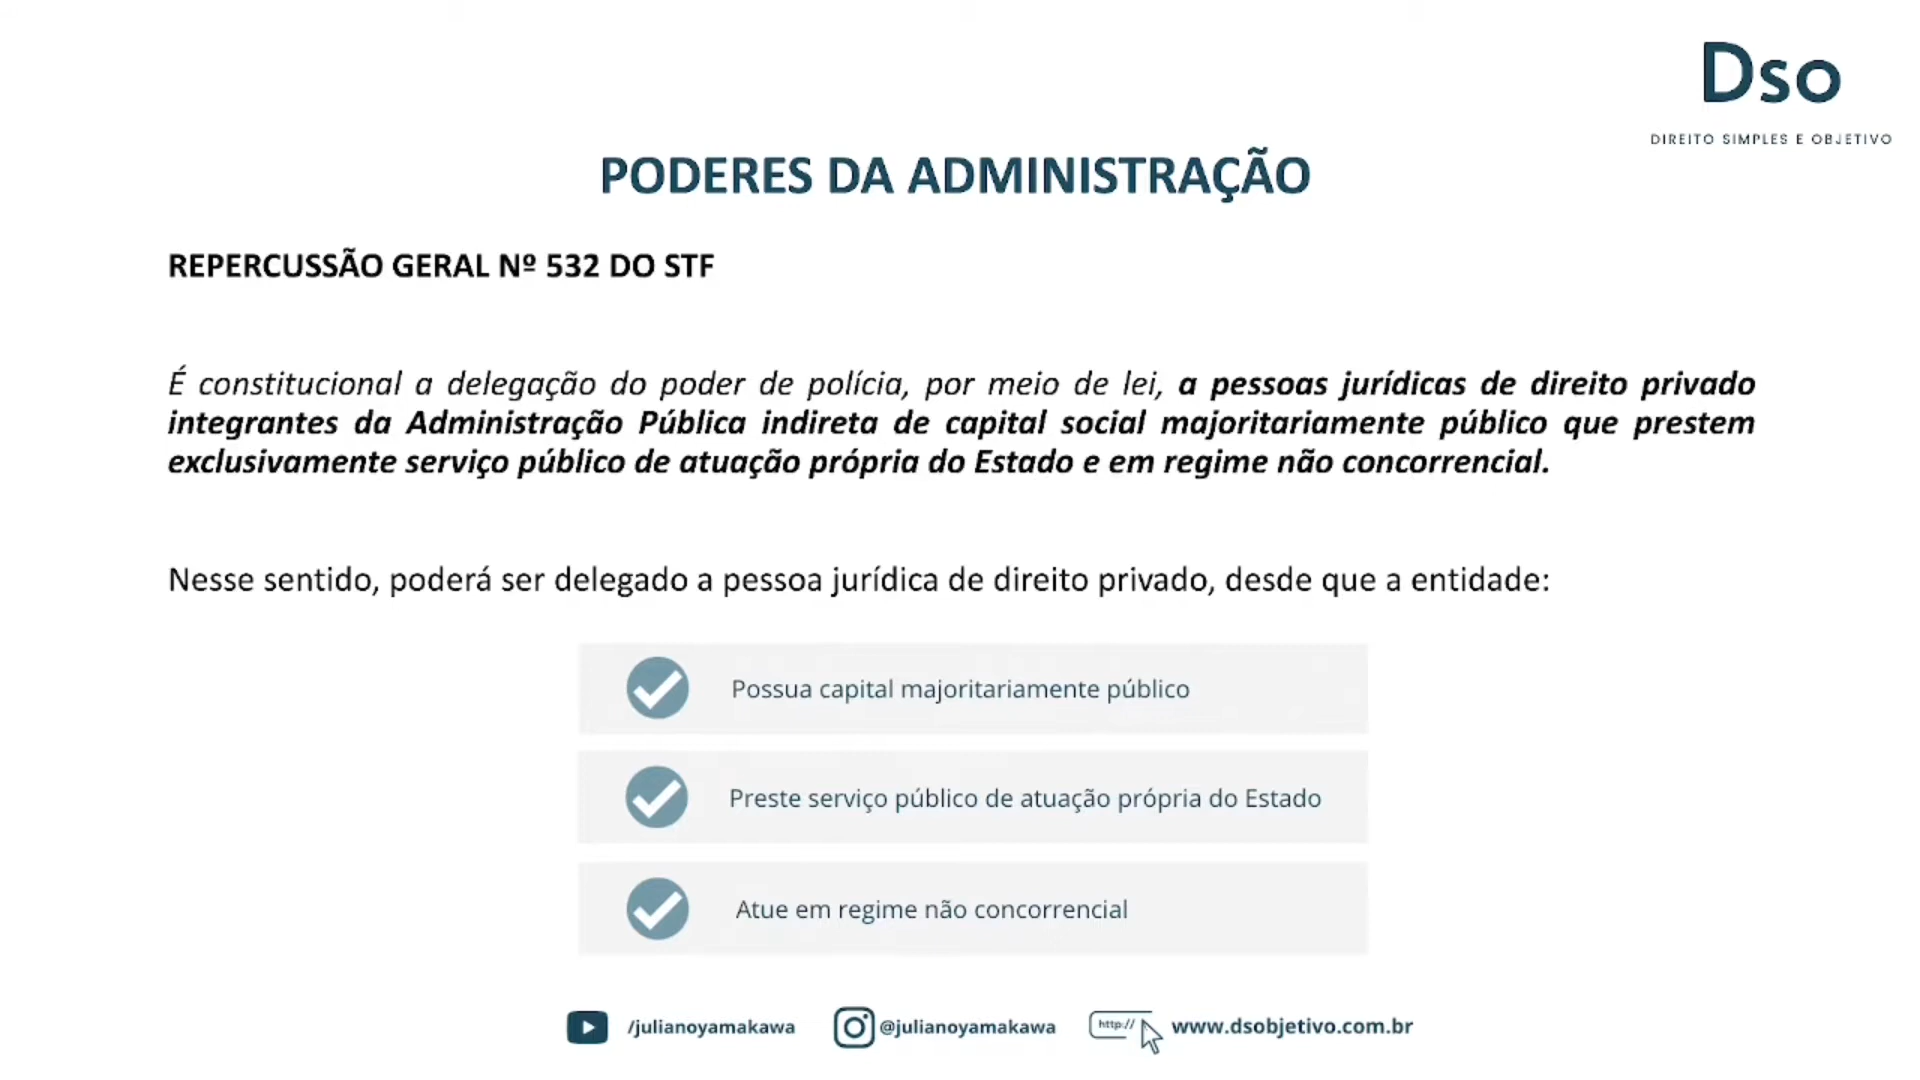 Dso
DIREITO SIMPLES E OBJETIVO
PODERES DA ADMINISTRAÇÃO
REPERCUSSÃO GERAL Nº 532 DO STF
É constitucional a delegação do poder de polícia, por meio de lei, a pessoas jurídicas de direito privado
integrantes da Administração Pública indireta de capital social majoritariamente público que prestem
exclusivamente serviço público de atuação própria do Estado e em regime não concorrencial.
Nesse sentido, poderá ser delegado a pessoa jurídica de direito privado, desde que a entidade:
Possua capital majoritariamente público
Preste serviço público de atuação própria do Estado
Atue em regime não concorrencial
/julianoyamakawa @julianoyamakawa http:// www.dsobjetivo.com.br